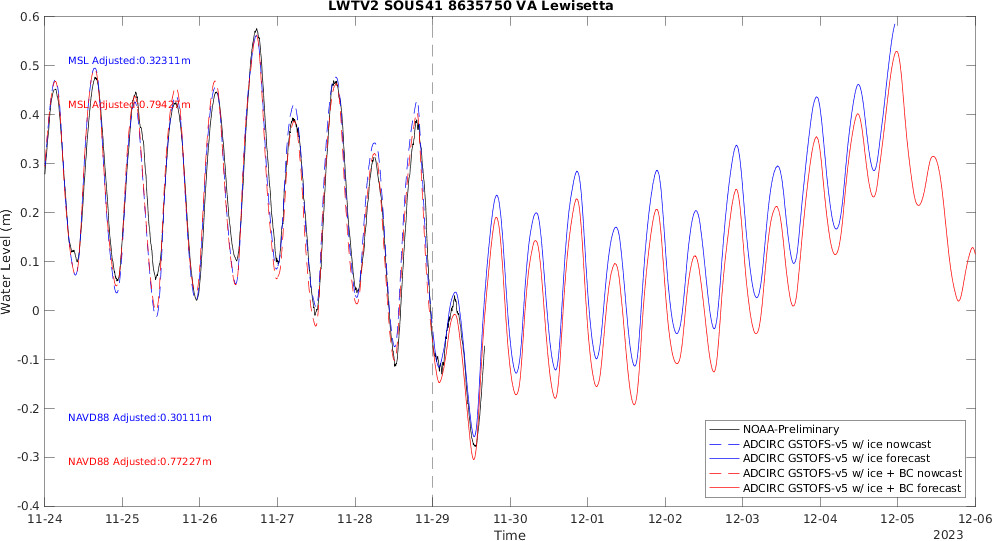 LWTV2 SOUS41 8635750 VA Lewisetta
0.6
0.5
0.4
0.3
0.2
0.1
0
-0.1
-0.2
-0.3
-0.4
Water Level (m)
MSL Adjusted:0.32311m
NAVD88 Adjusted:0.30111m
NAVD88 Adjusted:0.77227m
NOAA-Preliminary
ADCIRC GSTOFS-v5 w/ ice nowcast
ADCIRC GSTOFS-v5 w/ ice forecast
ADCIRC GSTOFS-v5 w/ ice + BC nowcast
ADCIRC GSTOFS-v5 w/ ice + BC forecast
11-24 11-25 11-26 11-27 11-28 11-29 11-30 12-01 12-02 12-03 12-04 12-05 12-06
Time
2023